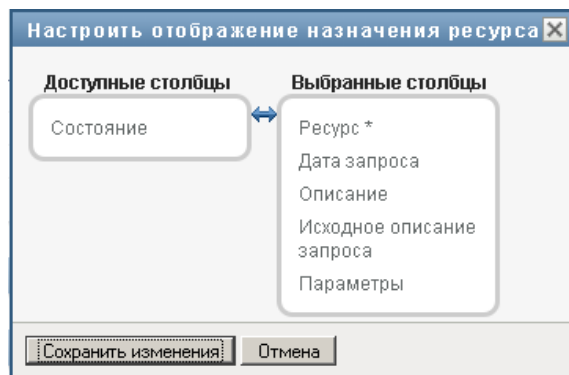 Настроить отображение назначения ресурса
Доступные столбцы
Выбранные столбцы
Состояние
Ресурс *
Дата запроса
Описание
Исходное описание
запроса
Параметры
Сохранить изменения
Отмена